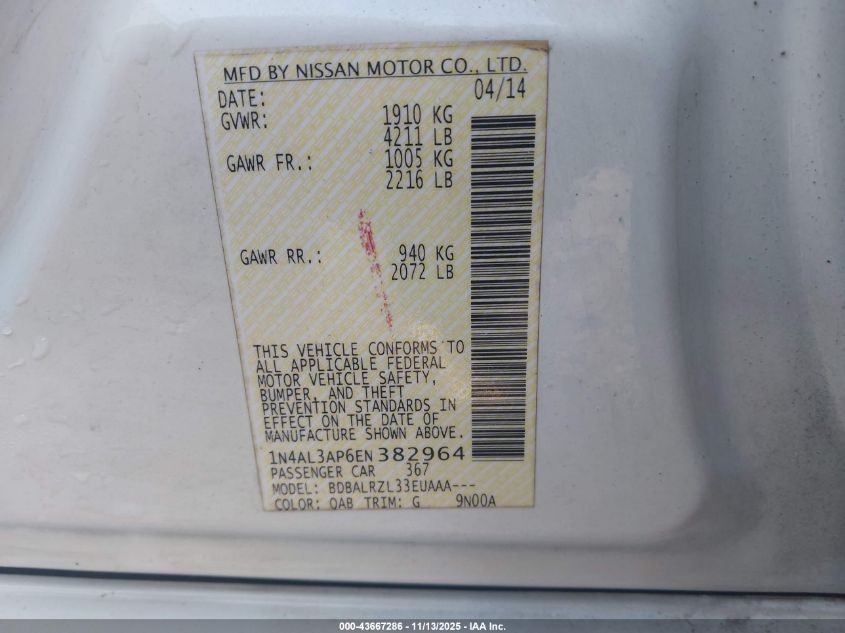 MFD BY NISSAN MOTOR CO., LTD.
DATE: 04/14
GVWR: 1910 KG
4211 LB
GAWR FR.: 1005 KG
2216 LB
GAWR RR.: 940 KG
2072 LB
THIS VEHICLE CONFORMS TO
ALL APPLICABLE FEDERAL
MOTOR VEHICLE SAFETY,
BUMPER, AND THEFT
PREVENTION STANDARDS IN
EFFECT ON THE DATE OF
MANUFACTURE SHOWN ABOVE.
1N4AL3AP6EN382964
PASSENGER CAR 367
MODEL: BDBALRZL33EUAAA---
COLOR: QAB TRIM: G 9N00A
000-43667286 - 11/13/2025 - IAA Inc.